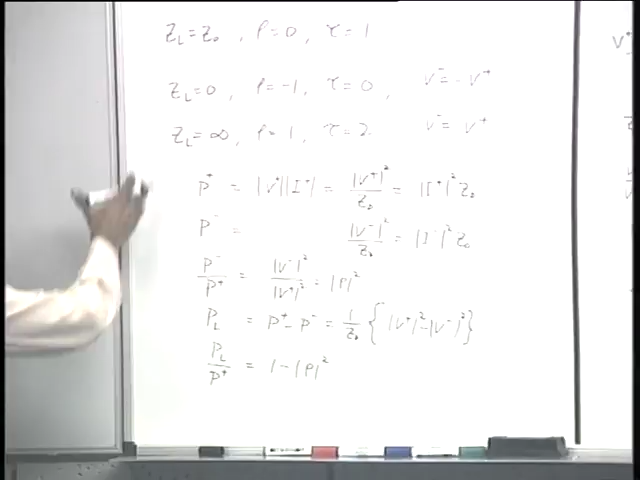 Z_L = Z_0 , ρ = 0 , τ = 1
Z_L = 0 , ρ = -1 , τ = 0 , V^- = -V^+
Z_L = ∞ , ρ = 1 , τ = 2 V^- = V^+
P^+ = |V^+||I^+| = |V^+|^2 / Z_0 = |I^+|^2 Z_0
P^- = |V^-|^2 / Z_0 = |I^-|^2 Z_0
P^- / P^+ = |V^-|^2 / |V^+|^2 = |ρ|^2
P_L = P^+ - P^- = 1/Z_0 { |V^+|^2 - |V^-|^2 }
P_L / P^+ = 1 - |ρ|^2